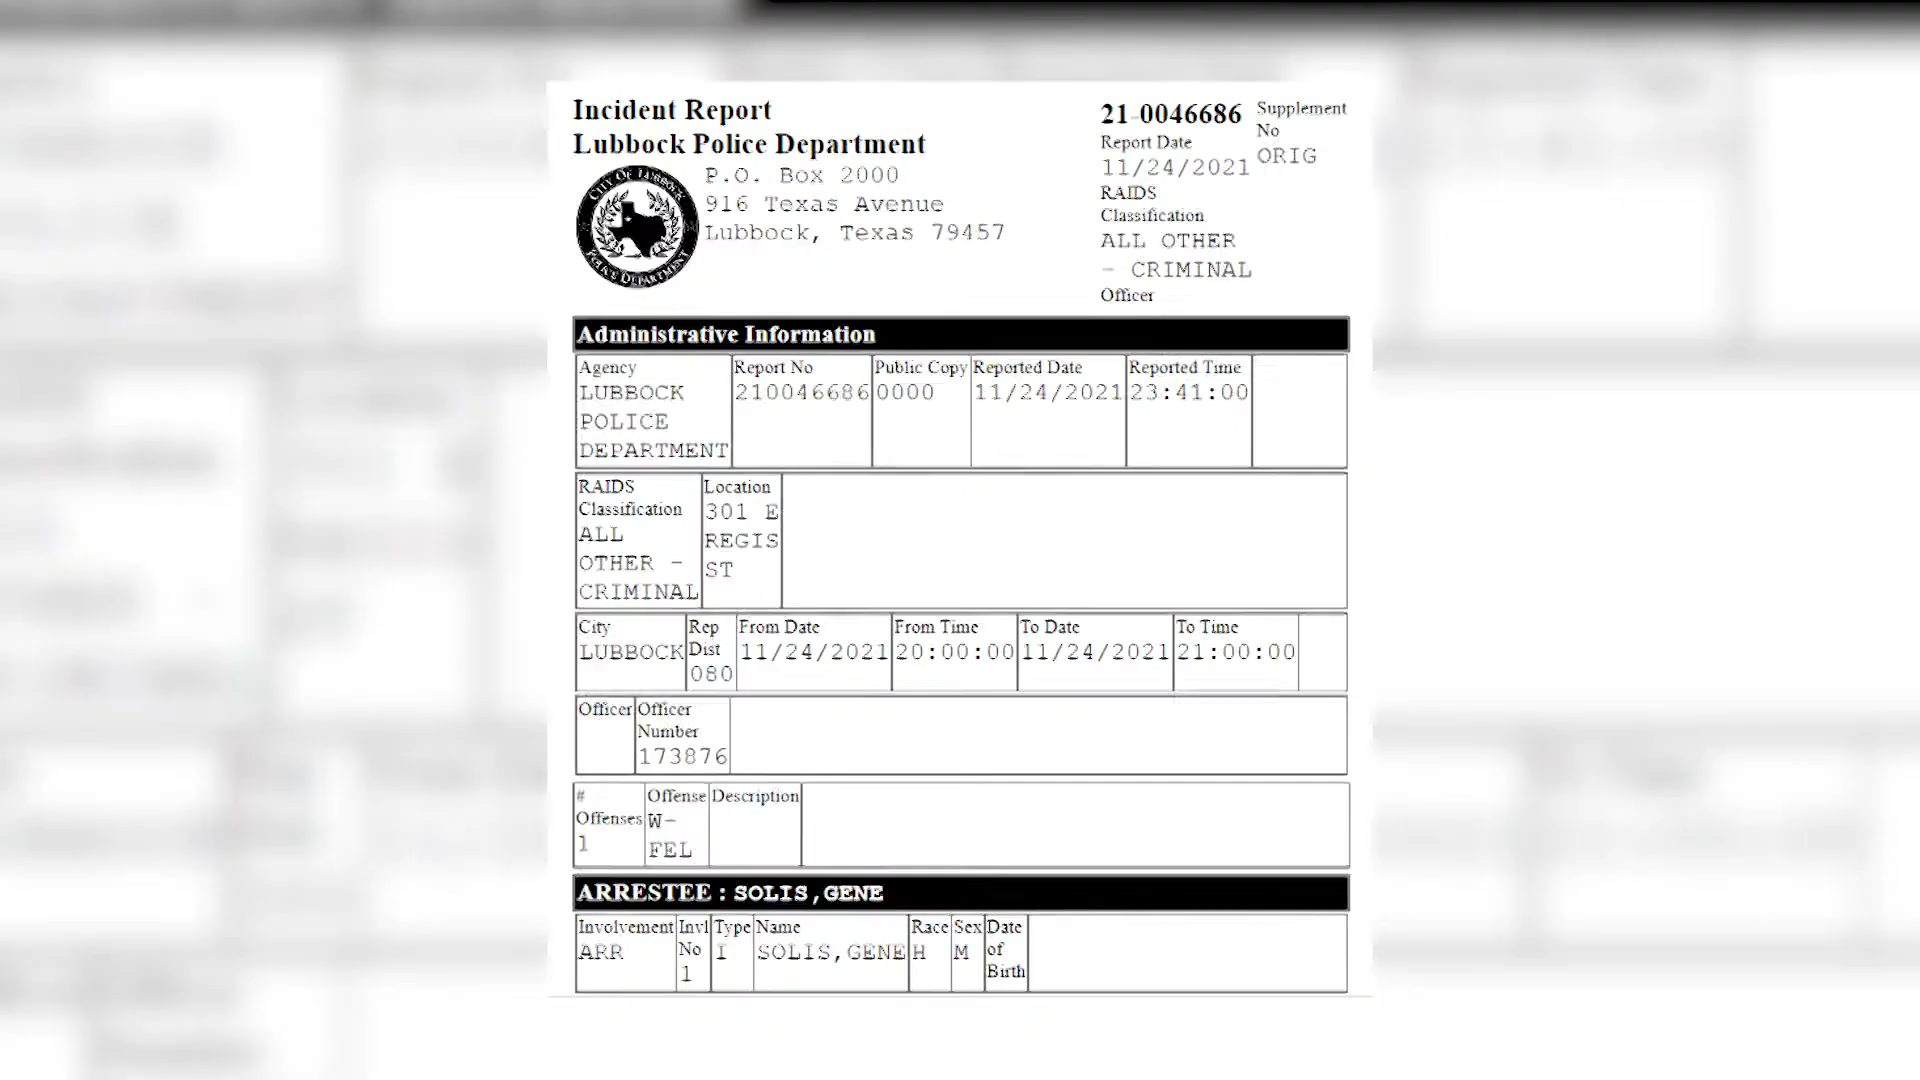 Incident Report
Lubbock Police Department
CITY OF LUBBOCK
POLICE DEPARTMENT
P.O. Box 2000
916 Texas Avenue
Lubbock, Texas 79457
21-0046686
Report Date
11/24/2021
RAIDS
Classification
ALL OTHER
- CRIMINAL
Officer
Supplement
No
ORIG
Administrative Information
Agency
LUBBOCK
POLICE
DEPARTMENT
Report No
210046686
Public Copy
0000
Reported Date
11/24/2021
Reported Time
23:41:00
RAIDS
Classification
ALL
OTHER -
CRIMINAL
Location
301 E
REGIS
ST
City
LUBBOCK
Rep
Dist
080
From Date
11/24/2021
From Time
20:00:00
To Date
11/24/2021
To Time
21:00:00
Officer
Officer
Number
173876
#
Offenses
1
Offense
W-
FEL
Description
ARRESTEE : SOLIS,GENE
Involvement
ARR
Invl
No
1
Type
I
Name
SOLIS,GENE
Race
H
Sex
M
Date
of
Birth